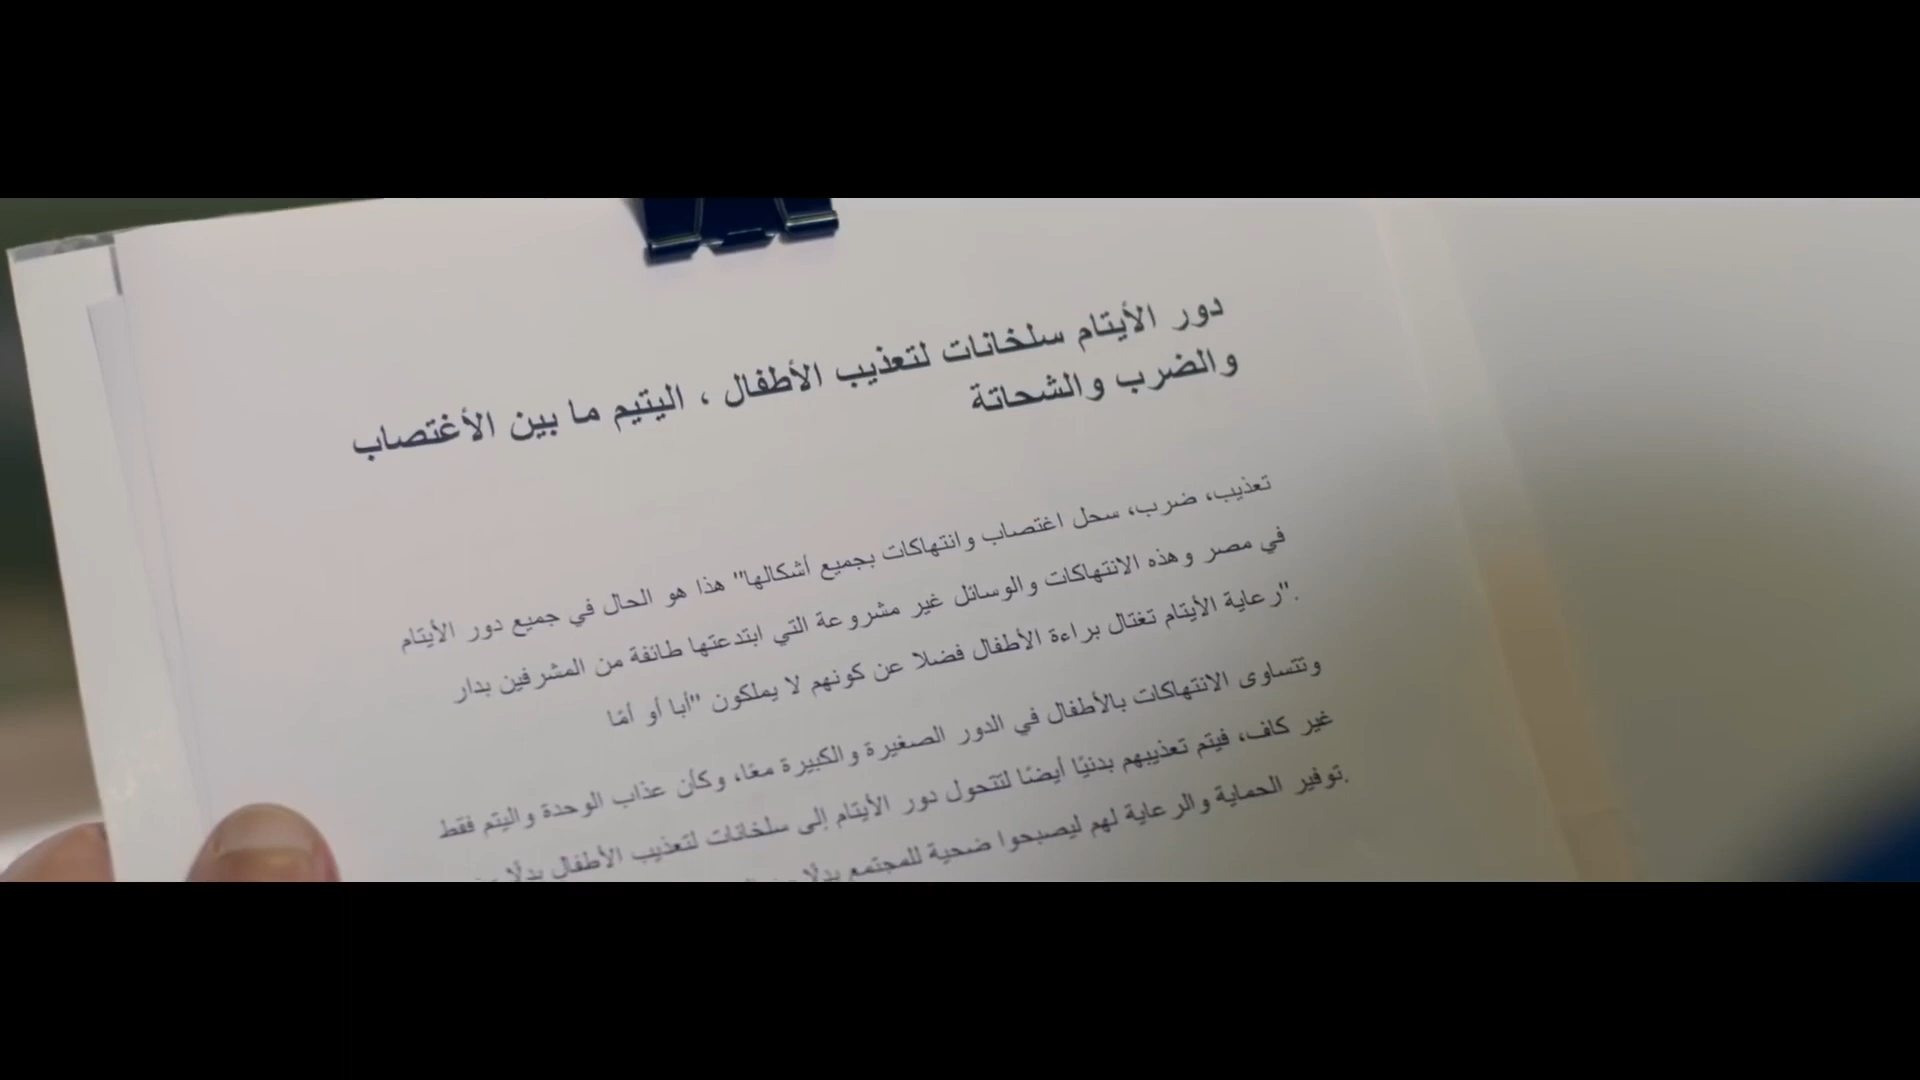 دور الأيتام سلخانات لتعذيب الأطفال ، اليتيم ما بين الأغتصاب
والضرب والشحاتة
تعذيب، ضرب، سحل اغتصاب وانتهاكات بجميع أشكالها" هذا هو الحال في جميع دور الأيتام
في مصر وهذه الانتهاكات والوسائل غير مشروعة التي ابتدعتها طائفة من المشرفين بدار
."رعاية الأيتام تغتال براءة الأطفال فضلا عن كونهم لا يملكون "أبا أو أمًا
وتتساوى الانتهاكات بالأطفال في الدور الصغيرة والكبيرة معًا، وكأن عذاب الوحدة واليتم فقط
غير كاف، فيتم تعذيبهم بدنيًا أيضًا لتتحول دور الأيتام إلى سلخانات لتعذيب الأطفال بدلًا
.توفير الحماية والرعاية لهم ليصبحوا ضحية للمجتمع بدلًا